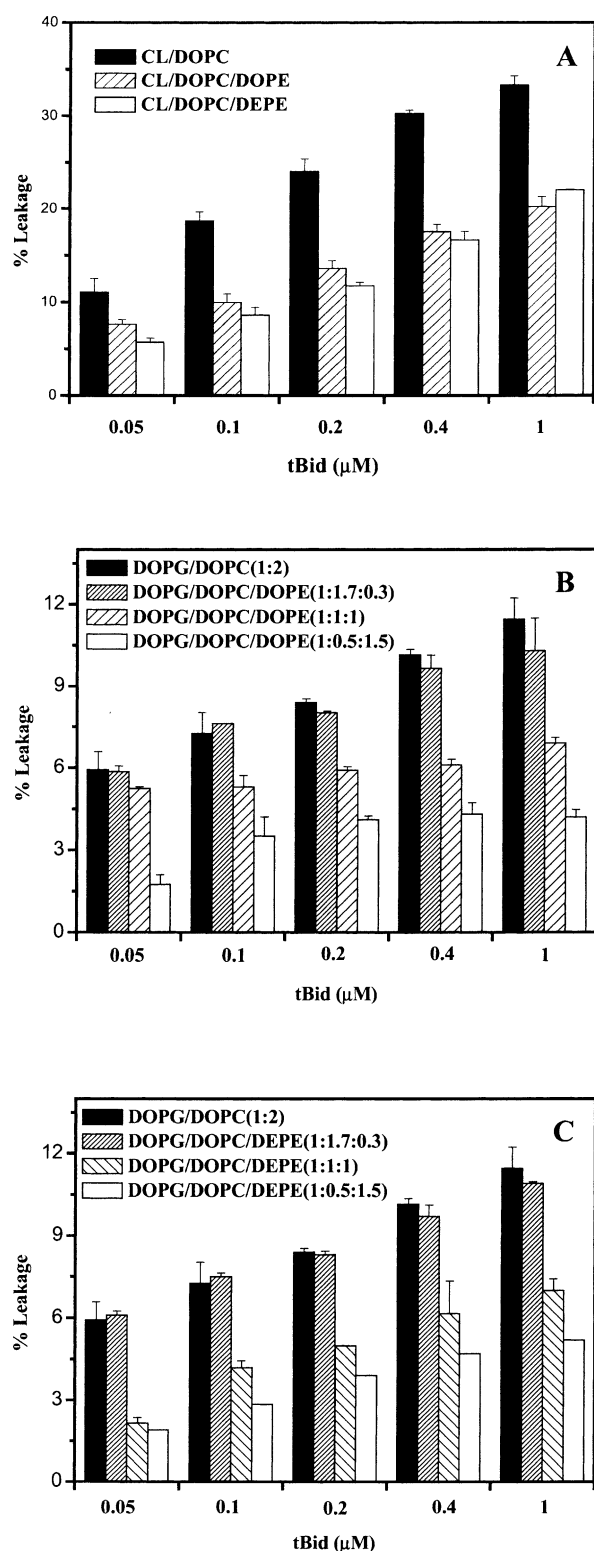 A
CL/DOPC
CL/DOPC/DOPE
CL/DOPC/DEPE
40
30
20
10
0
% Leakage
0.05 0.1 0.2 0.4 1
tBid (μM)
B
DOPG/DOPC(1:2)
DOPG/DOPC/DOPE(1:1.7:0.3)
DOPG/DOPC/DOPE(1:1:1)
DOPG/DOPC/DOPE(1:0.5:1.5)
12
9
6
3
0
% Leakage
0.05 0.1 0.2 0.4 1
tBid (μM)
C
DOPG/DOPC(1:2)
DOPG/DOPC/DEPE(1:1.7:0.3)
DOPG/DOPC/DEPE(1:1:1)
DOPG/DOPC/DEPE(1:0.5:1.5)
12
9
6
3
0
% Leakage
0.05 0.1 0.2 0.4 1
tBid (μM)